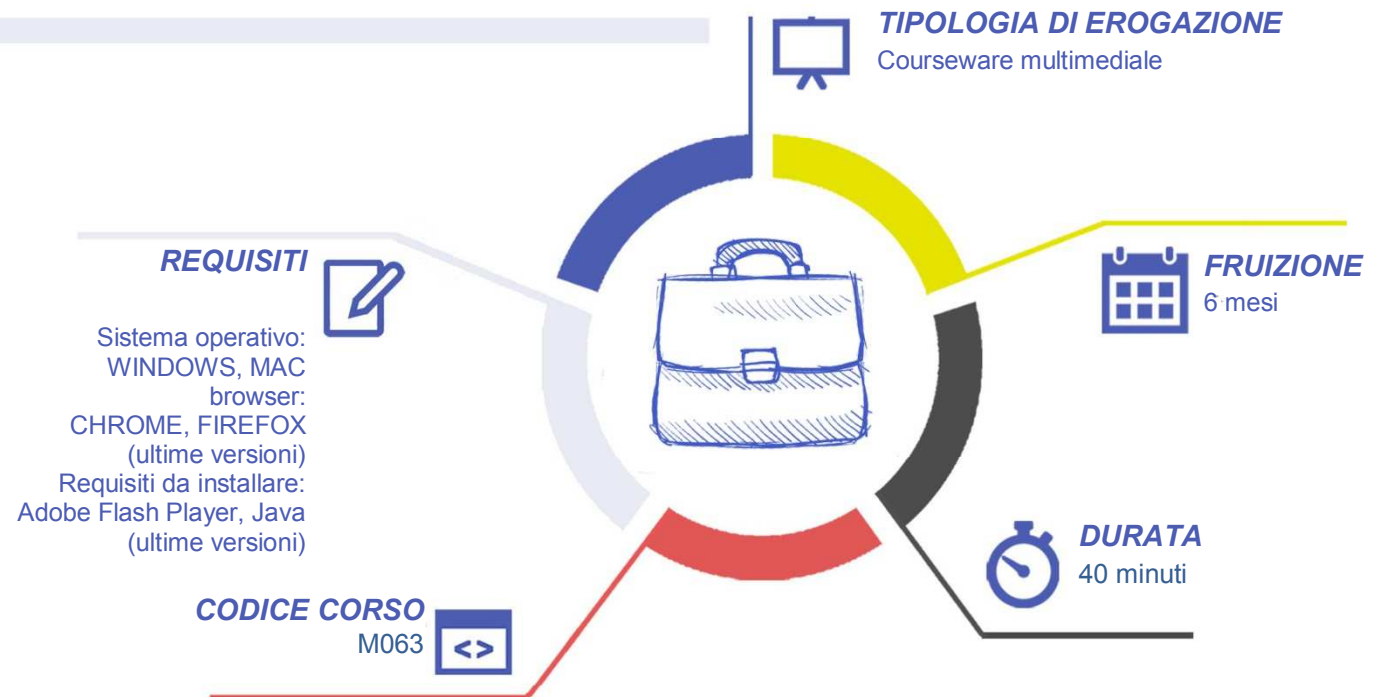 TIPOLOGIA DI EROGAZIONE
Courseware multimediale
REQUISITI
Sistema operativo:
WINDOWS, MAC
browser:
CHROME, FIREFOX
(ultime versioni)
Requisiti da installare:
Adobe Flash Player, Java
(ultime versioni)
FRUIZIONE
6 mesi
DURATA
40 minuti
CODICE CORSO
M063
<>